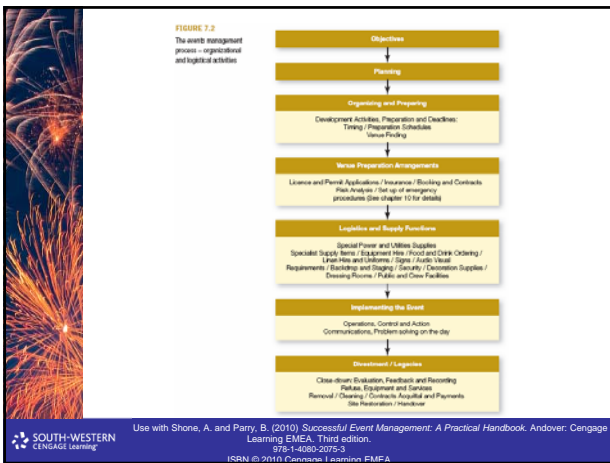 FIGURE 7.2
The events management
process – organizational
and logistical activities
Objectives
Planning
Organizing and Preparing
Development Activities, Preparation and Deadlines:
Timing / Preparation Schedules
Venue Finding
Venue Preparation Arrangements
Licence and Permit Applications / Insurance / Booking and Contracts
Risk Analysis / Set up of emergency
procedures (See chapter 10 for details)
Logistics and Supply Functions
Special Power and Utilities Supplies
Specialist Supply Items / Equipment Hire / Food and Drink Ordering /
Linen Hire and Uniforms / Signs / Audio Visual
Requirements / Backdrop and Staging / Security / Decoration Supplies /
Dressing Rooms / Public and Crew Facilities
Implementing the Event
Operations, Control and Action
Communications, Problem solving on the day
Divestment / Legacies
Close-down: Evaluation, Feedback and Recording
Refuse, Equipment and Services
Removal / Cleaning / Contracts Acquittal and Payments
Site Restoration / Handover
SOUTH-WESTERN
CENGAGE Learning
Use with Shone, A. and Parry, B. (2010) Successful Event Management: A Practical Handbook. Andover: Cengage
Learning EMEA. Third edition.
978-1-4080-2075-3
ISBN © 2010 Cengage Learning EMEA